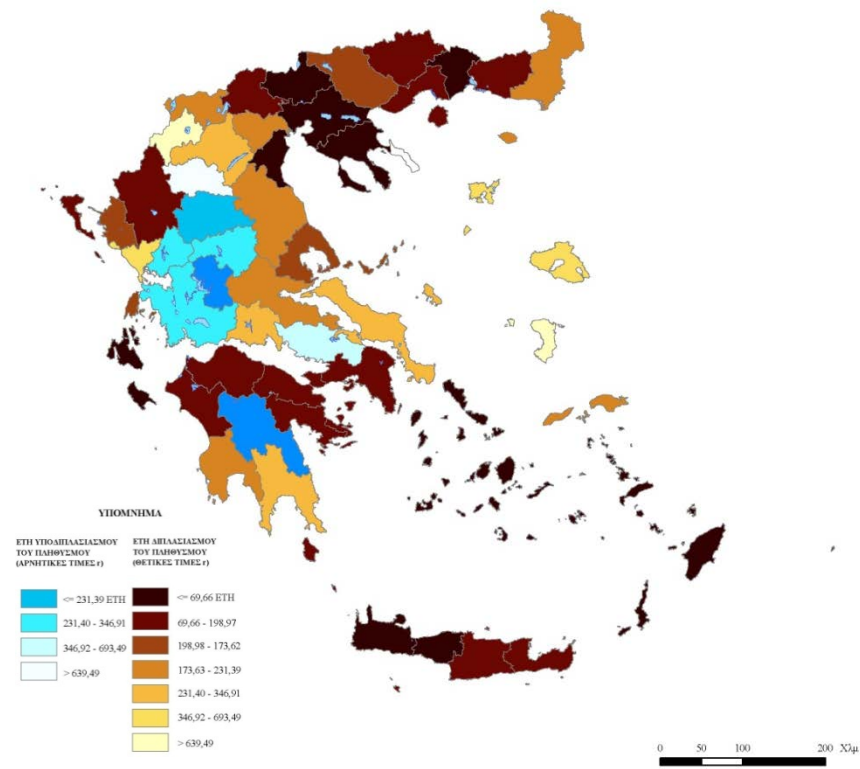 ΥΠΟΜΝΗΜΑ
ΕΤΗ ΥΠΟΔΙΠΛΑΣΙΑΣΜΟΥ
ΤΟΥ ΠΛΗΘΥΣΜΟΥ
(ΑΡΝΗΤΙΚΕΣ ΤΙΜΕΣ r)
<= 231,39 ΕΤΗ
231,40 - 346,91
346,92 - 693,49
> 639,49
ΕΤΗ ΔΙΠΛΑΣΙΑΣΜΟΥ
ΤΟΥ ΠΛΗΘΥΣΜΟΥ
(ΘΕΤΙΚΕΣ ΤΙΜΕΣ r)
<= 69,66 ΕΤΗ
69,66 - 198,97
198,98 - 173,62
173,63 - 231,39
231,40 - 346,91
346,92 - 693,49
> 639,49
0 50 100 200 Χλμ